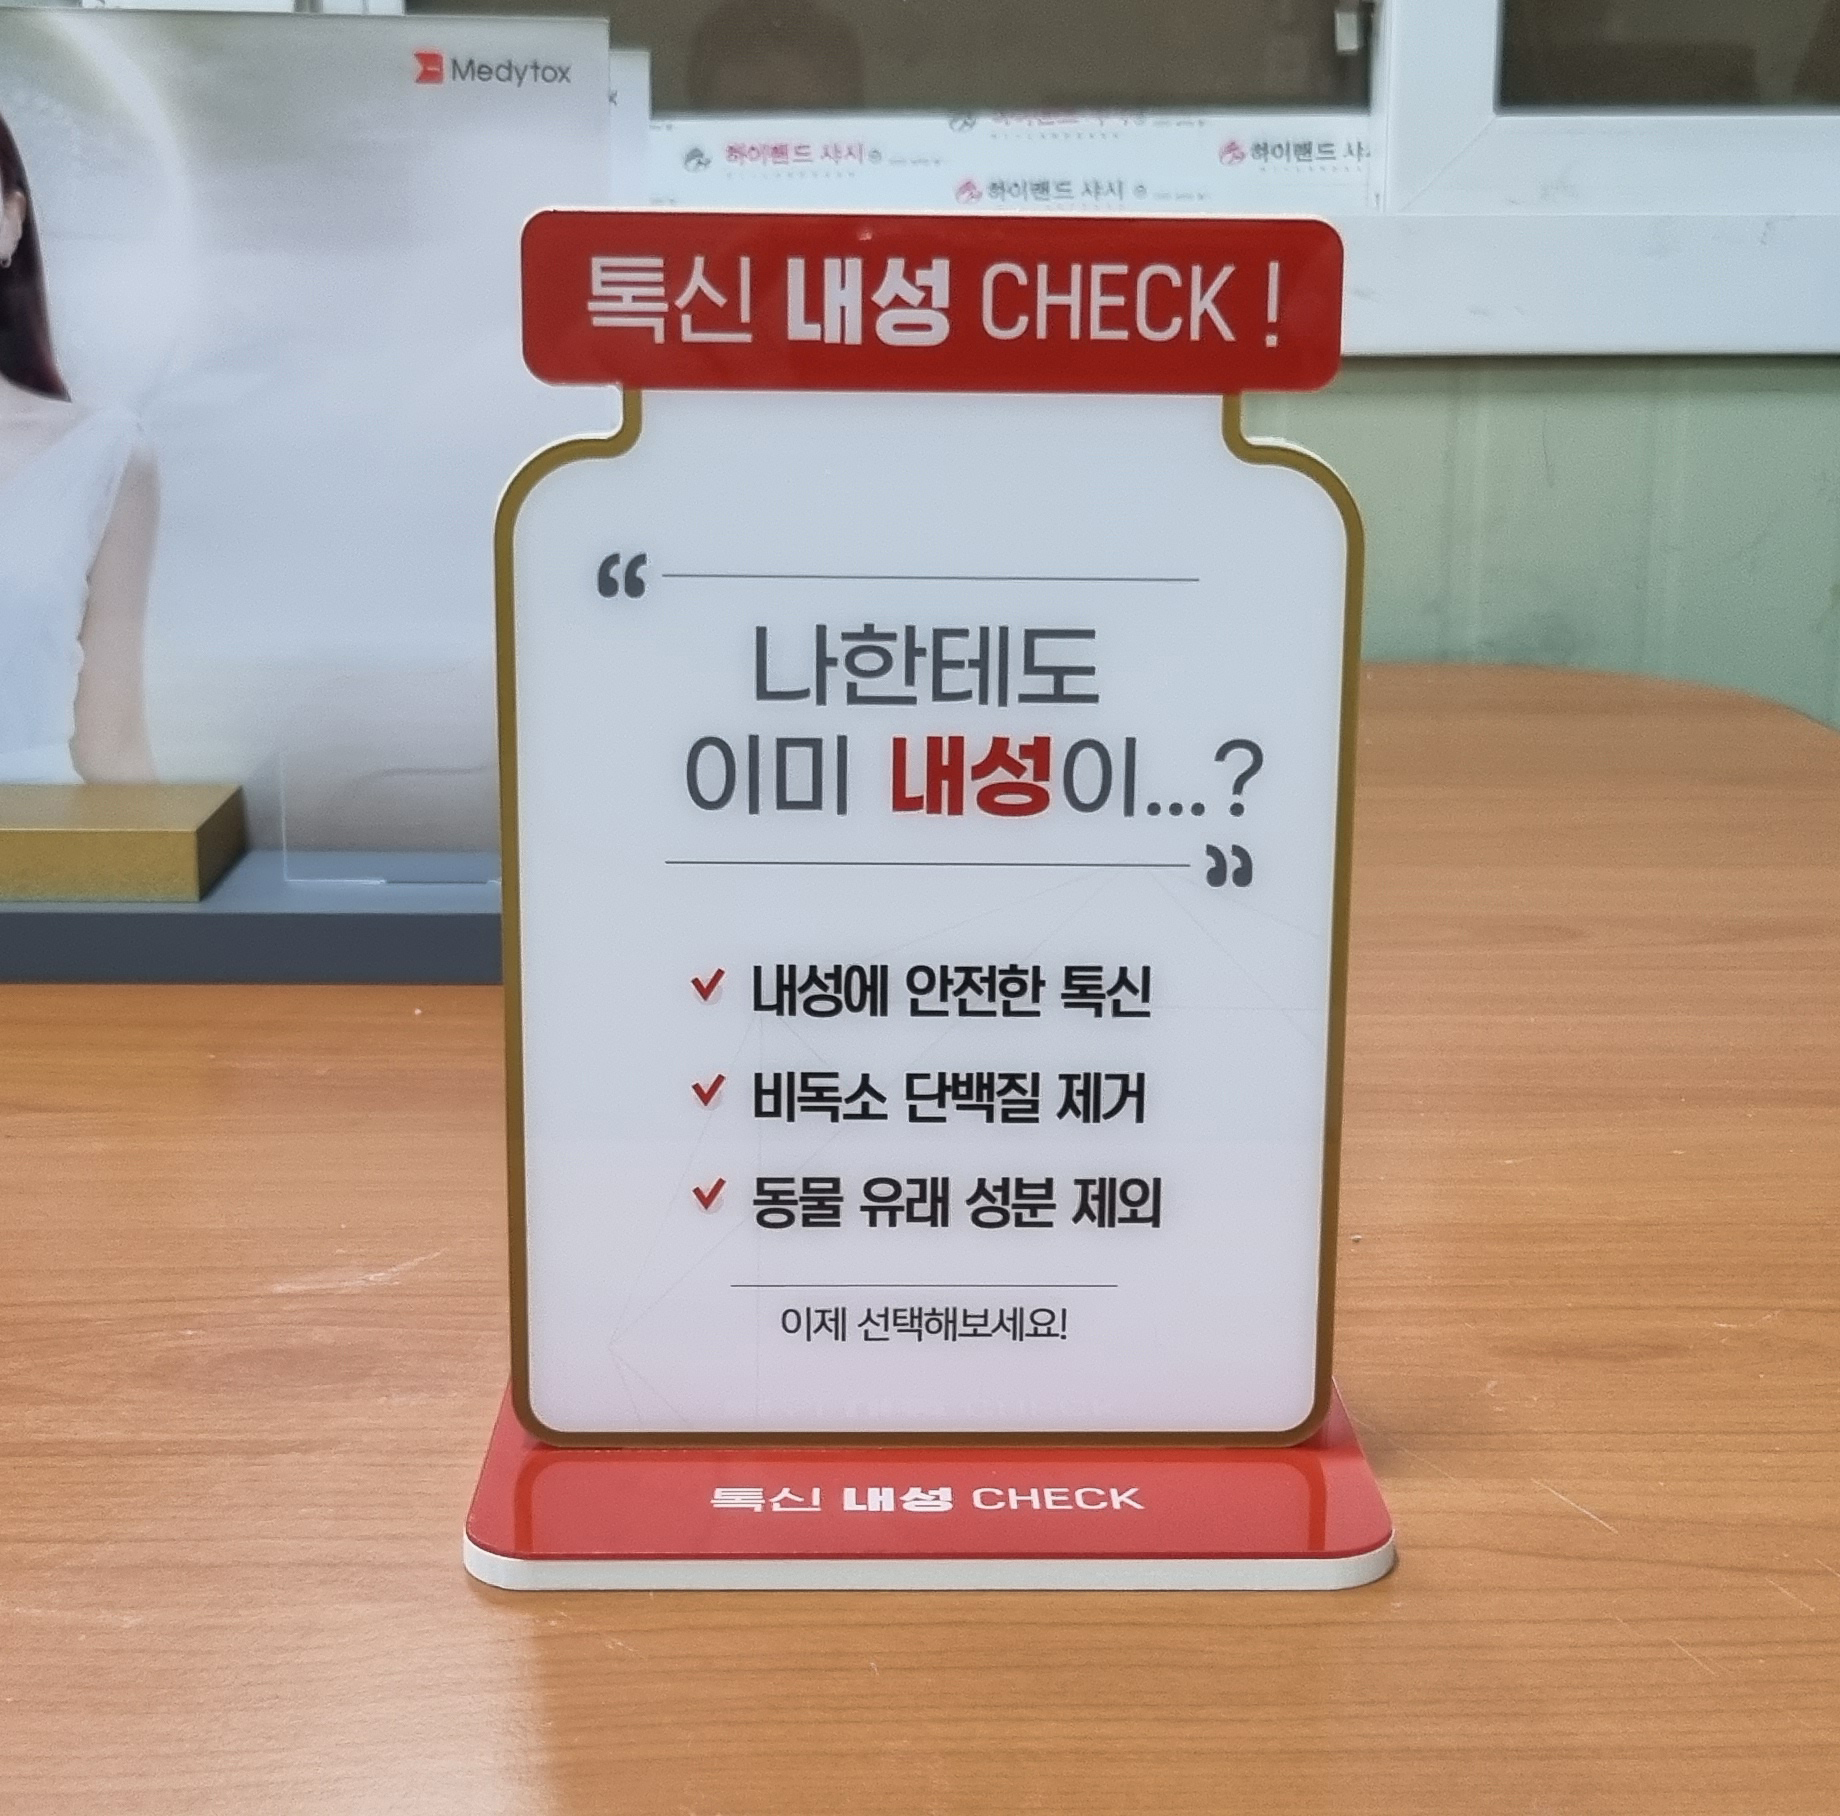 Medytox
하이랜드 샤시
하이랜드 샤시
하이랜드 샤
톡신 내성 CHECK !
“
나한테도
이미 내성이...?
”
내성에 안전한 톡신
비독소 단백질 제거
동물 유래 성분 제외
이제 선택해보세요!
톡신 내성 CHECK